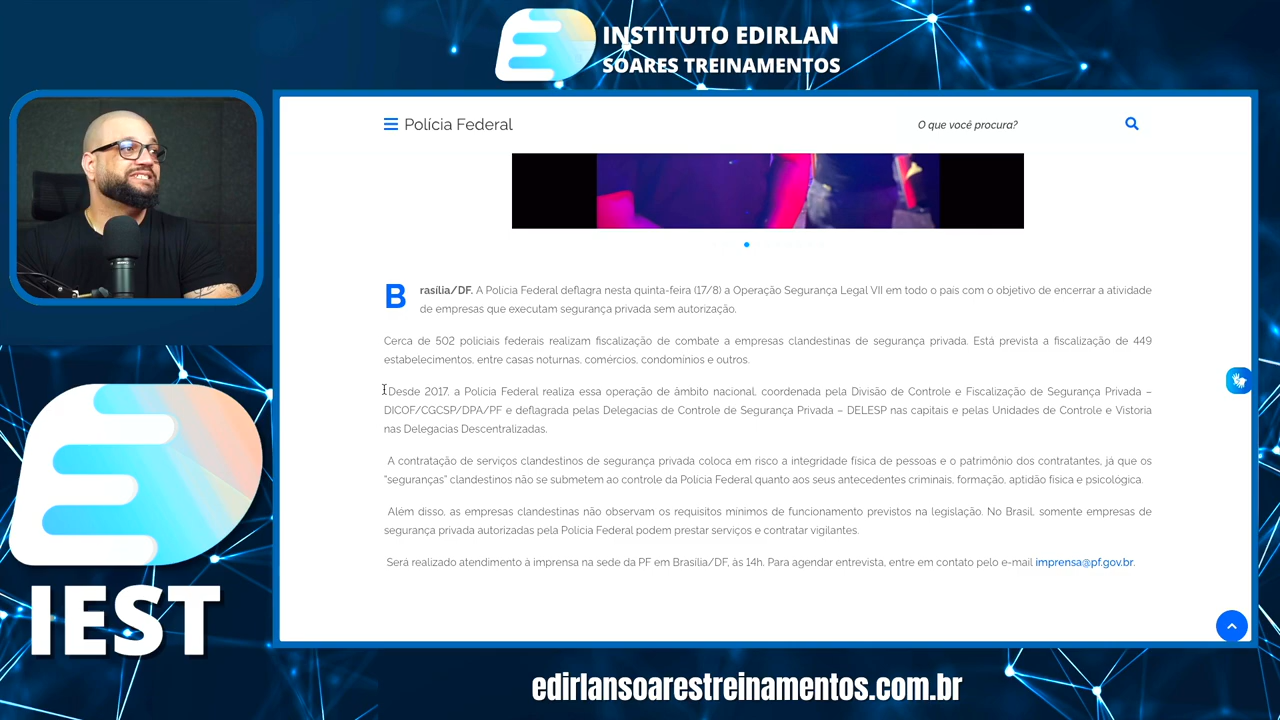 INSTITUTO EDIRLAN
SOARES TREINAMENTOS
Polícia Federal
O que você procura?
Brasília/DF. A Polícia Federal deflagra nesta quinta-feira (17/8) a Operação Segurança Legal VII em todo o país com o objetivo de encerrar a atividade
de empresas que executam segurança privada sem autorização.
Cerca de 502 policiais federais realizam fiscalização de combate a empresas clandestinas de segurança privada. Está prevista a fiscalização de 449
estabelecimentos, entre casas noturnas, comércios, condomínios e outros.
Desde 2017, a Polícia Federal realiza essa operação de âmbito nacional, coordenada pela Divisão de Controle e Fiscalização de Segurança Privada –
DICOF/CGCSP/DPA/PF e deflagrada pelas Delegacias de Controle de Segurança Privada – DELESP nas capitais e pelas Unidades de Controle e Vistoria
nas Delegacias Descentralizadas.
A contratação de serviços clandestinos de segurança privada coloca em risco a integridade física de pessoas e o patrimônio dos contratantes, já que os
"seguranças" clandestinos não se submetem ao controle da Polícia Federal quanto aos seus antecedentes criminais, formação, aptidão física e psicológica.
Além disso, as empresas clandestinas não observam os requisitos mínimos de funcionamento previstos na legislação. No Brasil, somente empresas de
segurança privada autorizadas pela Polícia Federal podem prestar serviços e contratar vigilantes.
Será realizado atendimento à imprensa na sede da PF em Brasília/DF, às 14h. Para agendar entrevista, entre em contato pelo e-mail imprensa@pf.gov.br.
IEST
edirlansoarestreinamentos.com.br